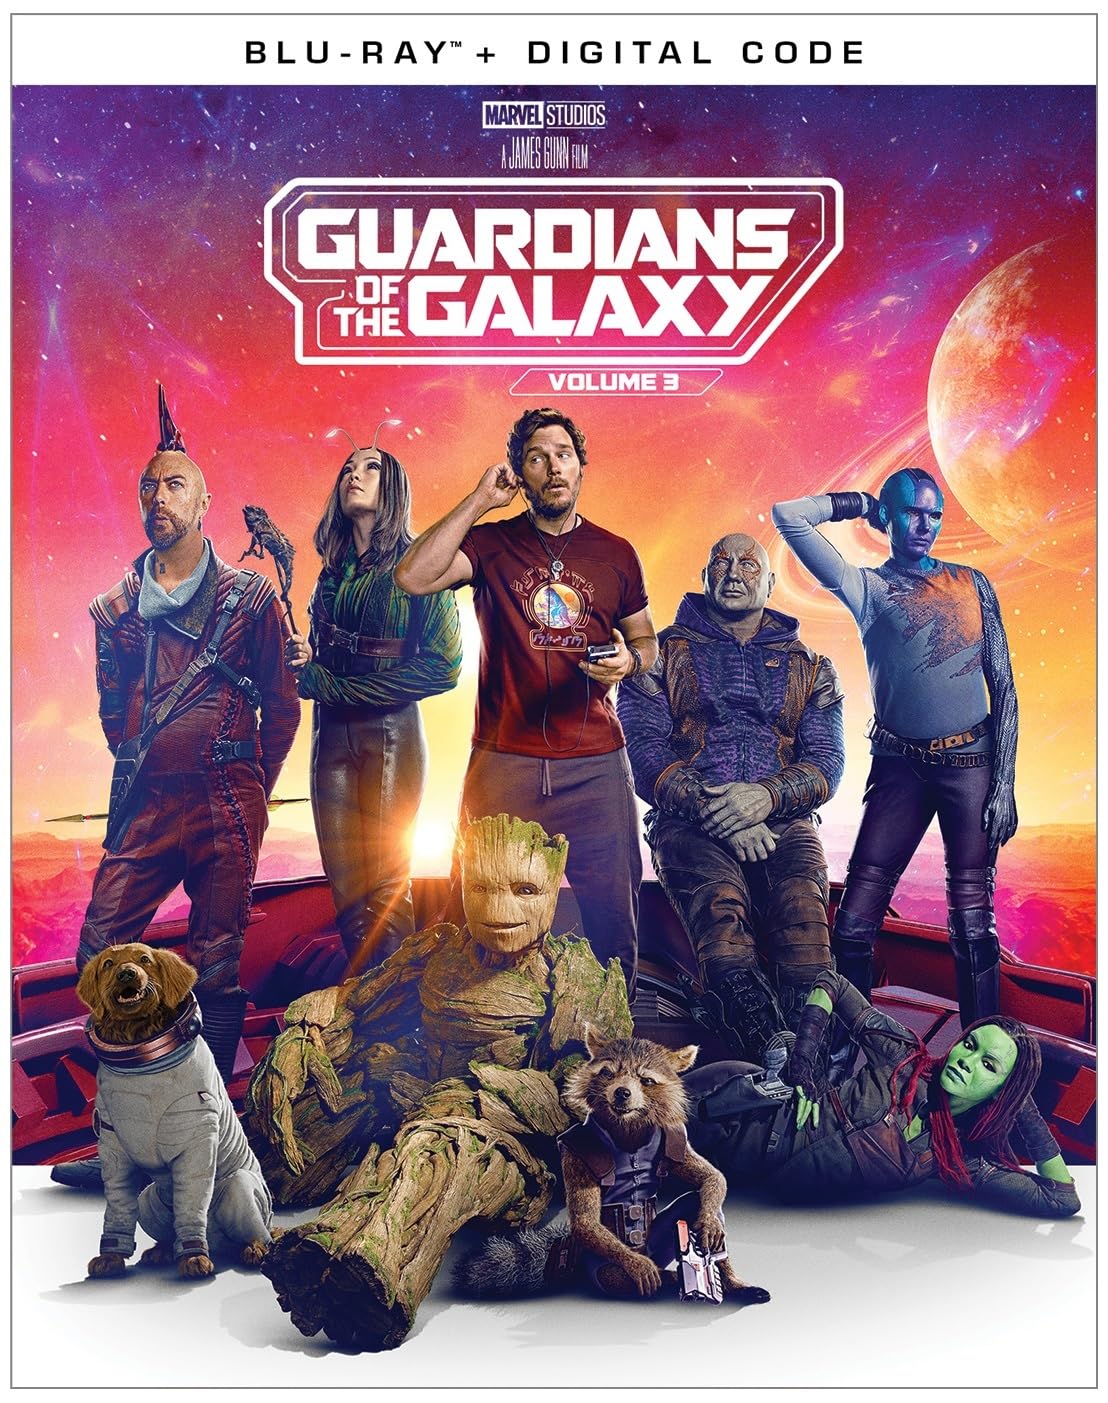 BLU-RAY™ + DIGITAL CODE
MARVEL STUDIOS
A JAMES GUNN FILM
GUARDIANS
OF THE GALAXY
VOLUME 3